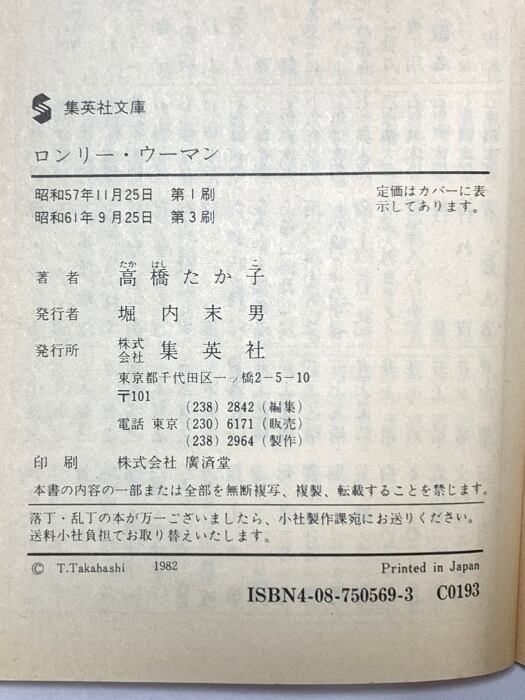 集英社文庫
ロンリー・ウーマン
昭和57年11月25日 第1刷
昭和61年9月25日 第3刷
定価はカバーに表
示してあります。
たか はし こ
著者 高橋たか子
発行者 堀内末男
発行所 株式会社 集英社
東京都千代田区一ッ橋2-5-10
〒101
(238) 2842 (編集)
電話 東京 (230) 6171 (販売)
(238) 2964 (製作)
印刷 株式会社 廣済堂
本書の内容の一部または全部を無断複写、複製、転載することを禁じます。
落丁・乱丁の本が万一ございましたら、小社製作課宛にお送りください。
送料小社負担でお取り替えいたします。
© T.Takahashi 1982 Printed in Japan
ISBN4-08-750569-3 C0193